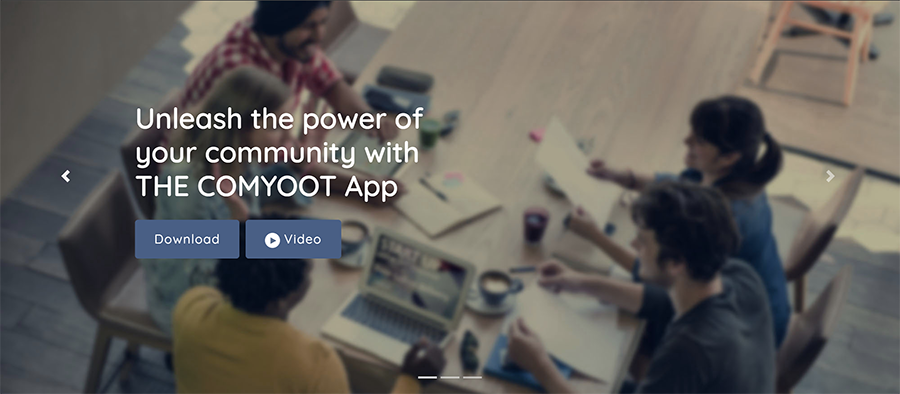 Unleash the power of
your community with
THE COMYOOT App
Download
Video